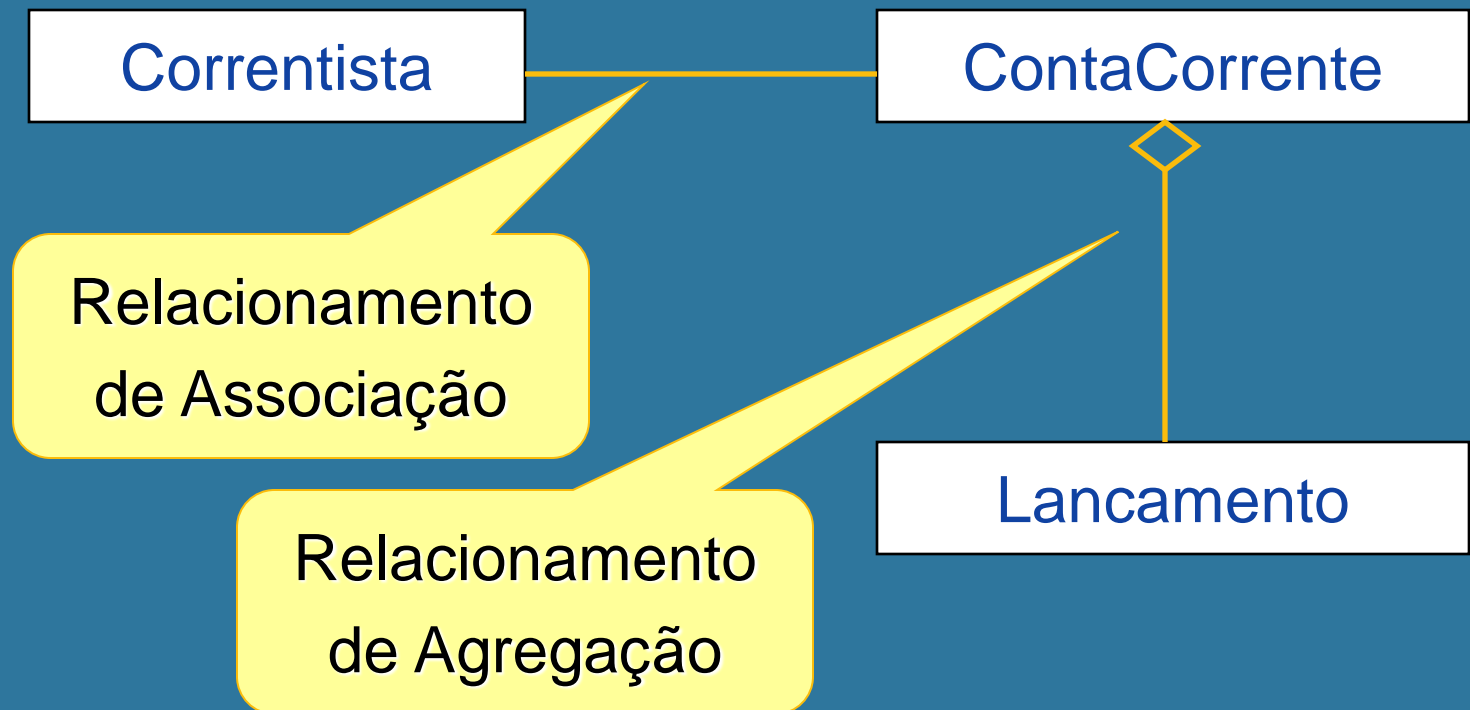 Correntista
ContaCorrente
Relacionamento
de Associação
Lancamento
Relacionamento
de Agregação